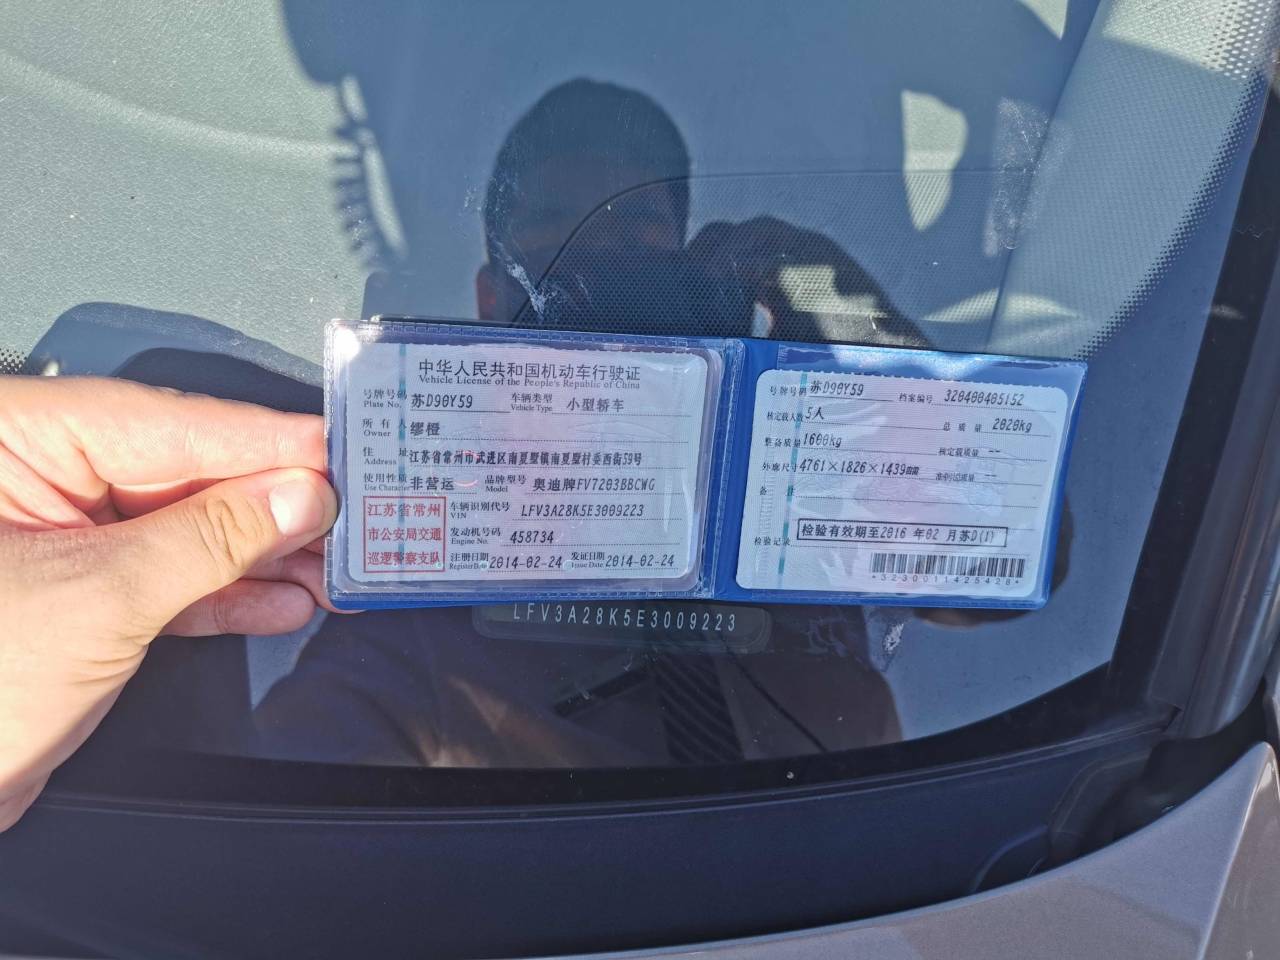 中华人民共和国机动车行驶证
Vehicle License of the People's Republic of China
号牌号码 苏D90Y59 车辆类型 小型轿车
Plate No. Vehicle Type
所有人 缪橙
Owner
住址 江苏省常州市武进区南夏墅镇南夏墅村委西街59号
Address
使用性质 非营运 品牌型号 奥迪牌FV7203BBCWG
Use Character Model
江苏省常州
市公安局交通
巡逻警察支队
车辆识别代号 LFV3A28K5E3009223
VIN
发动机号码 458734
Engine No.
注册日期 2014-02-24 发证日期 2014-02-24
Register Date Issue Date
号牌号码 苏D90Y59 档案编号 320400405152
核定载人数 5人 总质量 2020kg
整备质量 1600kg 核定载质量 --
外廓尺寸 4761×1826×1439mm 准牵引总质量 --
备注
检验记录 检验有效期至2016年02月苏D(1)
*3230011425428*
LFV3A28K5E3009223